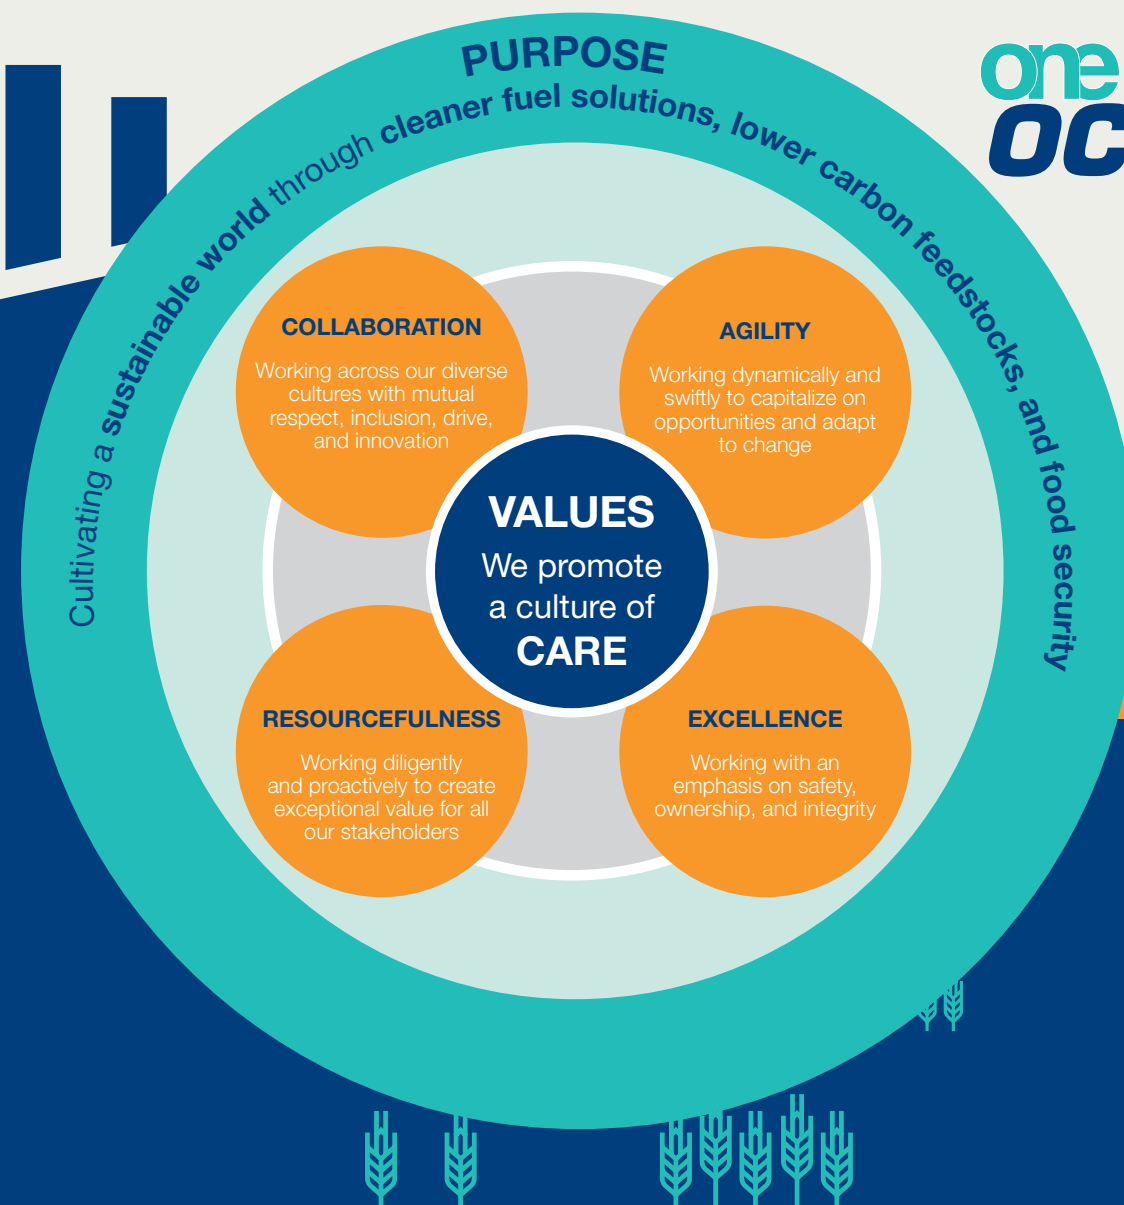 PURPOSE
Cultivating a sustainable world through cleaner fuel solutions, lower carbon feedstocks, and food security
one
OC
COLLABORATION
Working across our diverse
cultures with mutual
respect, inclusion, drive,
and innovation
AGILITY
Working dynamically and
swiftly to capitalize on
opportunities and adapt
to change
VALUES
We promote
a culture of
CARE
RESOURCEFULNESS
Working diligently
and proactively to create
exceptional value for all
our stakeholders
EXCELLENCE
Working with an
emphasis on safety,
ownership, and integrity